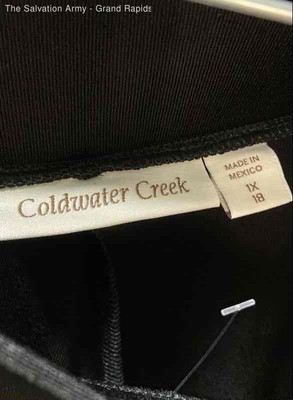 The Salvation Army - Grand Rapids
Coldwater Creek
MADE IN
MEXICO
1X
18